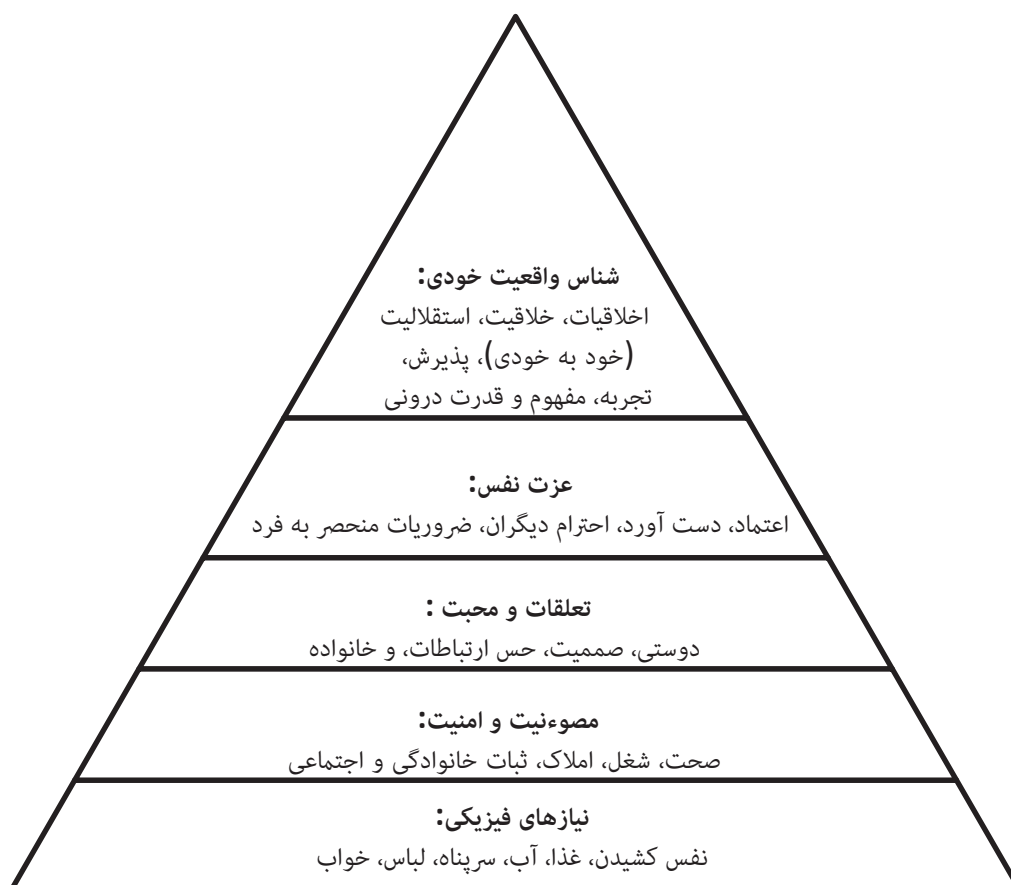 شناس واقعیت خودی:
اخلاقیات، خلاقیت، استقلالیت
(خود به خودی)، پذیرش،
تجربه، مفهوم و قدرت درونی
عزت نفس:
اعتماد، دست آورد، احترام دیگران، ضروریات منحصر به فرد
تعلقات و محبت :
دوستی، صممیت، حس ارتباطات، و خانواده
مصوءنیت و امنیت:
صحت، شغل، املاک، ثبات خانوادگی و اجتماعی
نیازهای فیزیکی:
نفس کشیدن، غذا، آب، سرپناه، لباس، خواب